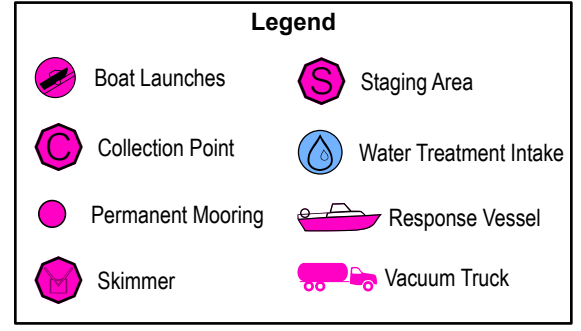 Legend
Boat Launches
S Staging Area
C Collection Point
Water Treatment Intake
Permanent Mooring
Response Vessel
Skimmer
Vacuum Truck